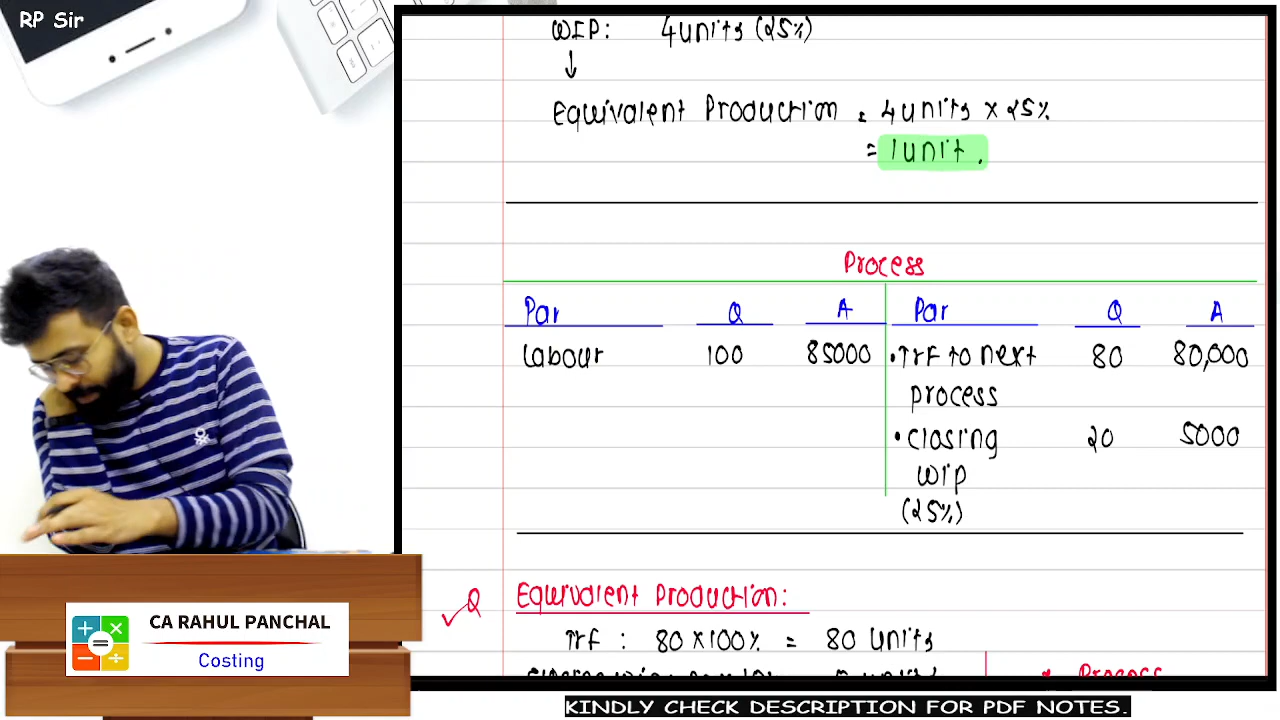 RP Sir
WIP: 4units (25%)
↓
Equivalent Production = 4units x 25%
= 1unit.
Process
Par Q A Par Q A
Labour 100 85000 • Trf to next 80 80,000
process
• closing 20 5000
WIP
(25%)
Q Equivalent Production:
Trf : 80 x 100% = 80 units
Process
CA RAHUL PANCHAL
Costing
KINDLY CHECK DESCRIPTION FOR PDF NOTES.